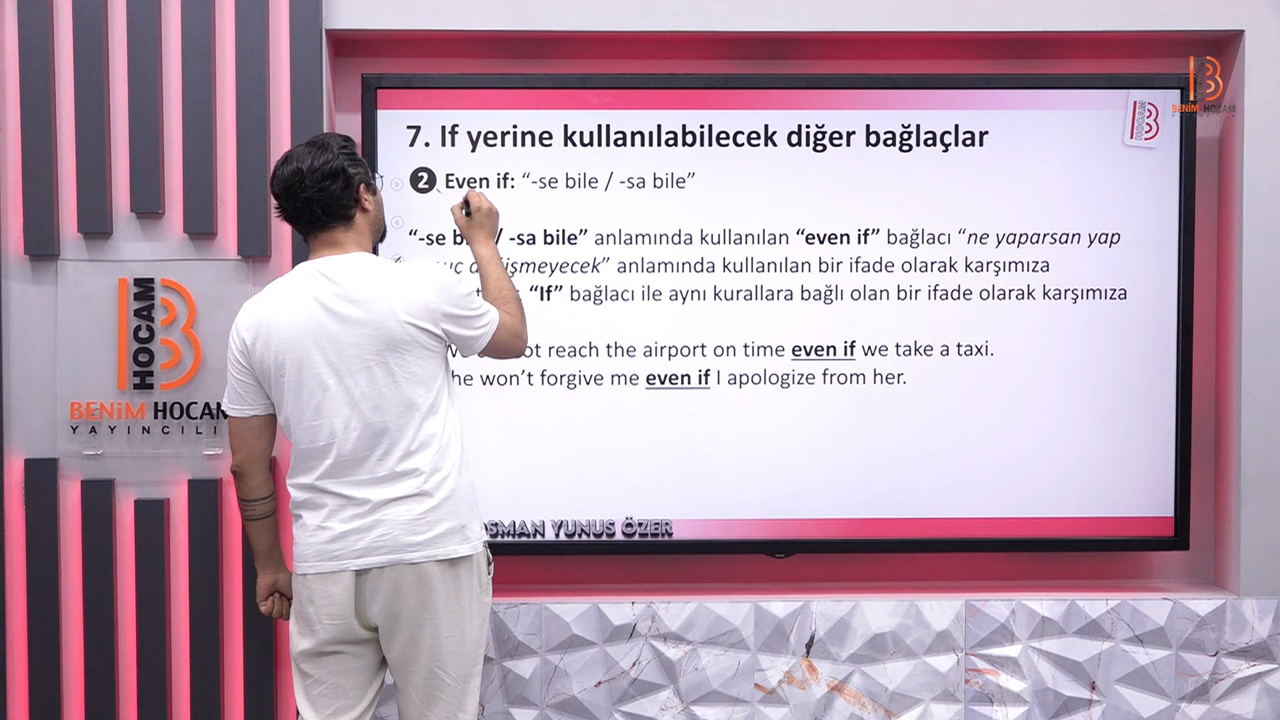 7. If yerine kullanılabilecek diğer bağlaçlar
2 Even if: “-se bile / -sa bile”
“-se / -sa bile” anlamında kullanılan “even if” bağlacı “ne yaparsan yap
anlamında kullanılan bir ifade olarak karşımıza
“If” bağlacı ile aynı kurallara bağlı olan bir ifade olarak karşımıza
reach the airport on time even if we take a taxi.
he won’t forgive me even if I apologize from her.
OSMAN YUNUS ÖZER
B HOCAM
BENİM HOCAM
YAYINCILI
B HOCAM
BENİM HOCAM